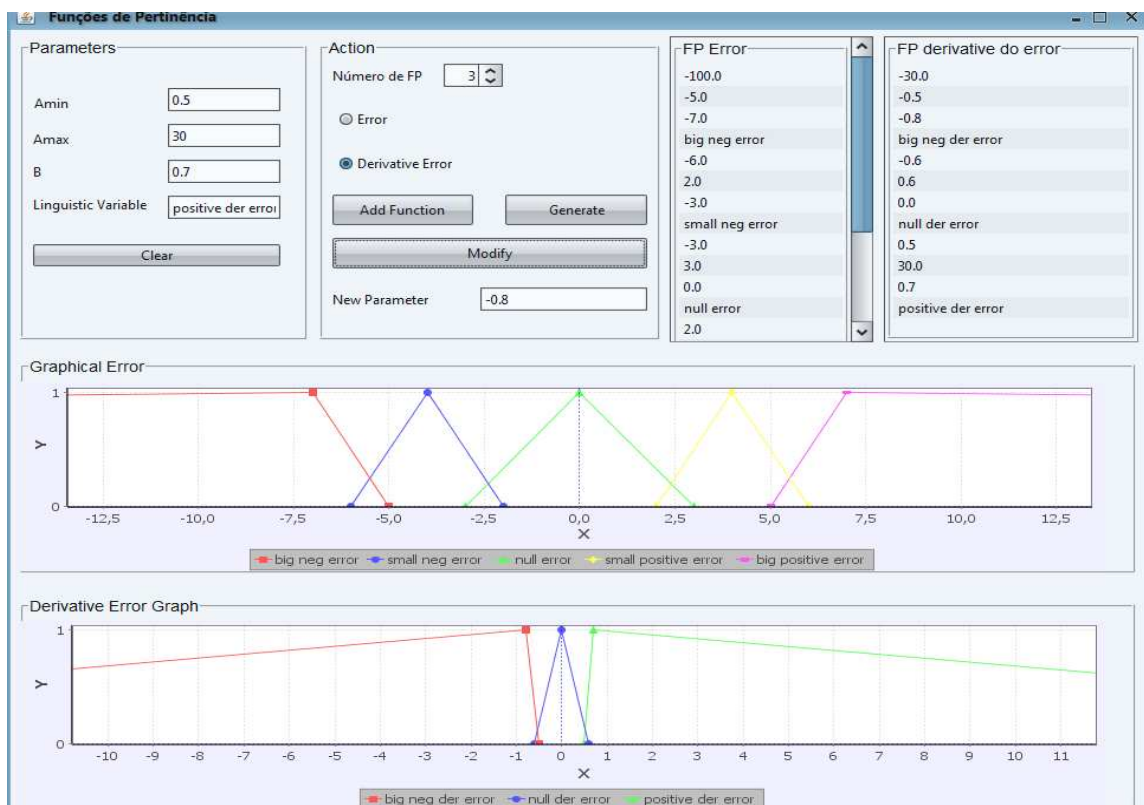 Funções de Pertinência
Parameters
Amin
0.5
Amax
30
B
0.7
Linguistic Variable
positive der error
Clear
Action
Número de FP
3
Error
Derivative Error
Add Function
Generate
Modify
New Parameter
-0.8
FP Error
-100.0
-5.0
-7.0
big neg error
-6.0
2.0
-3.0
small neg error
-3.0
3.0
0.0
null error
2.0
FP derivative do error
-30.0
-0.5
-0.8
big neg der error
-0.6
0.6
0.0
null der error
0.5
30.0
0.7
positive der error
Graphical Error
1
Y
0
-12,5 -10,0 -7,5 -5,0 -2,5 0,0 2,5 5,0 7,5 10,0 12,5
X
big neg error small neg error null error small positive error big positive error
Derivative Error Graph
1
Y
0
-10 -9 -8 -7 -6 -5 -4 -3 -2 -1 0 1 2 3 4 5 6 7 8 9 10 11
X
big neg der error null der error positive der error